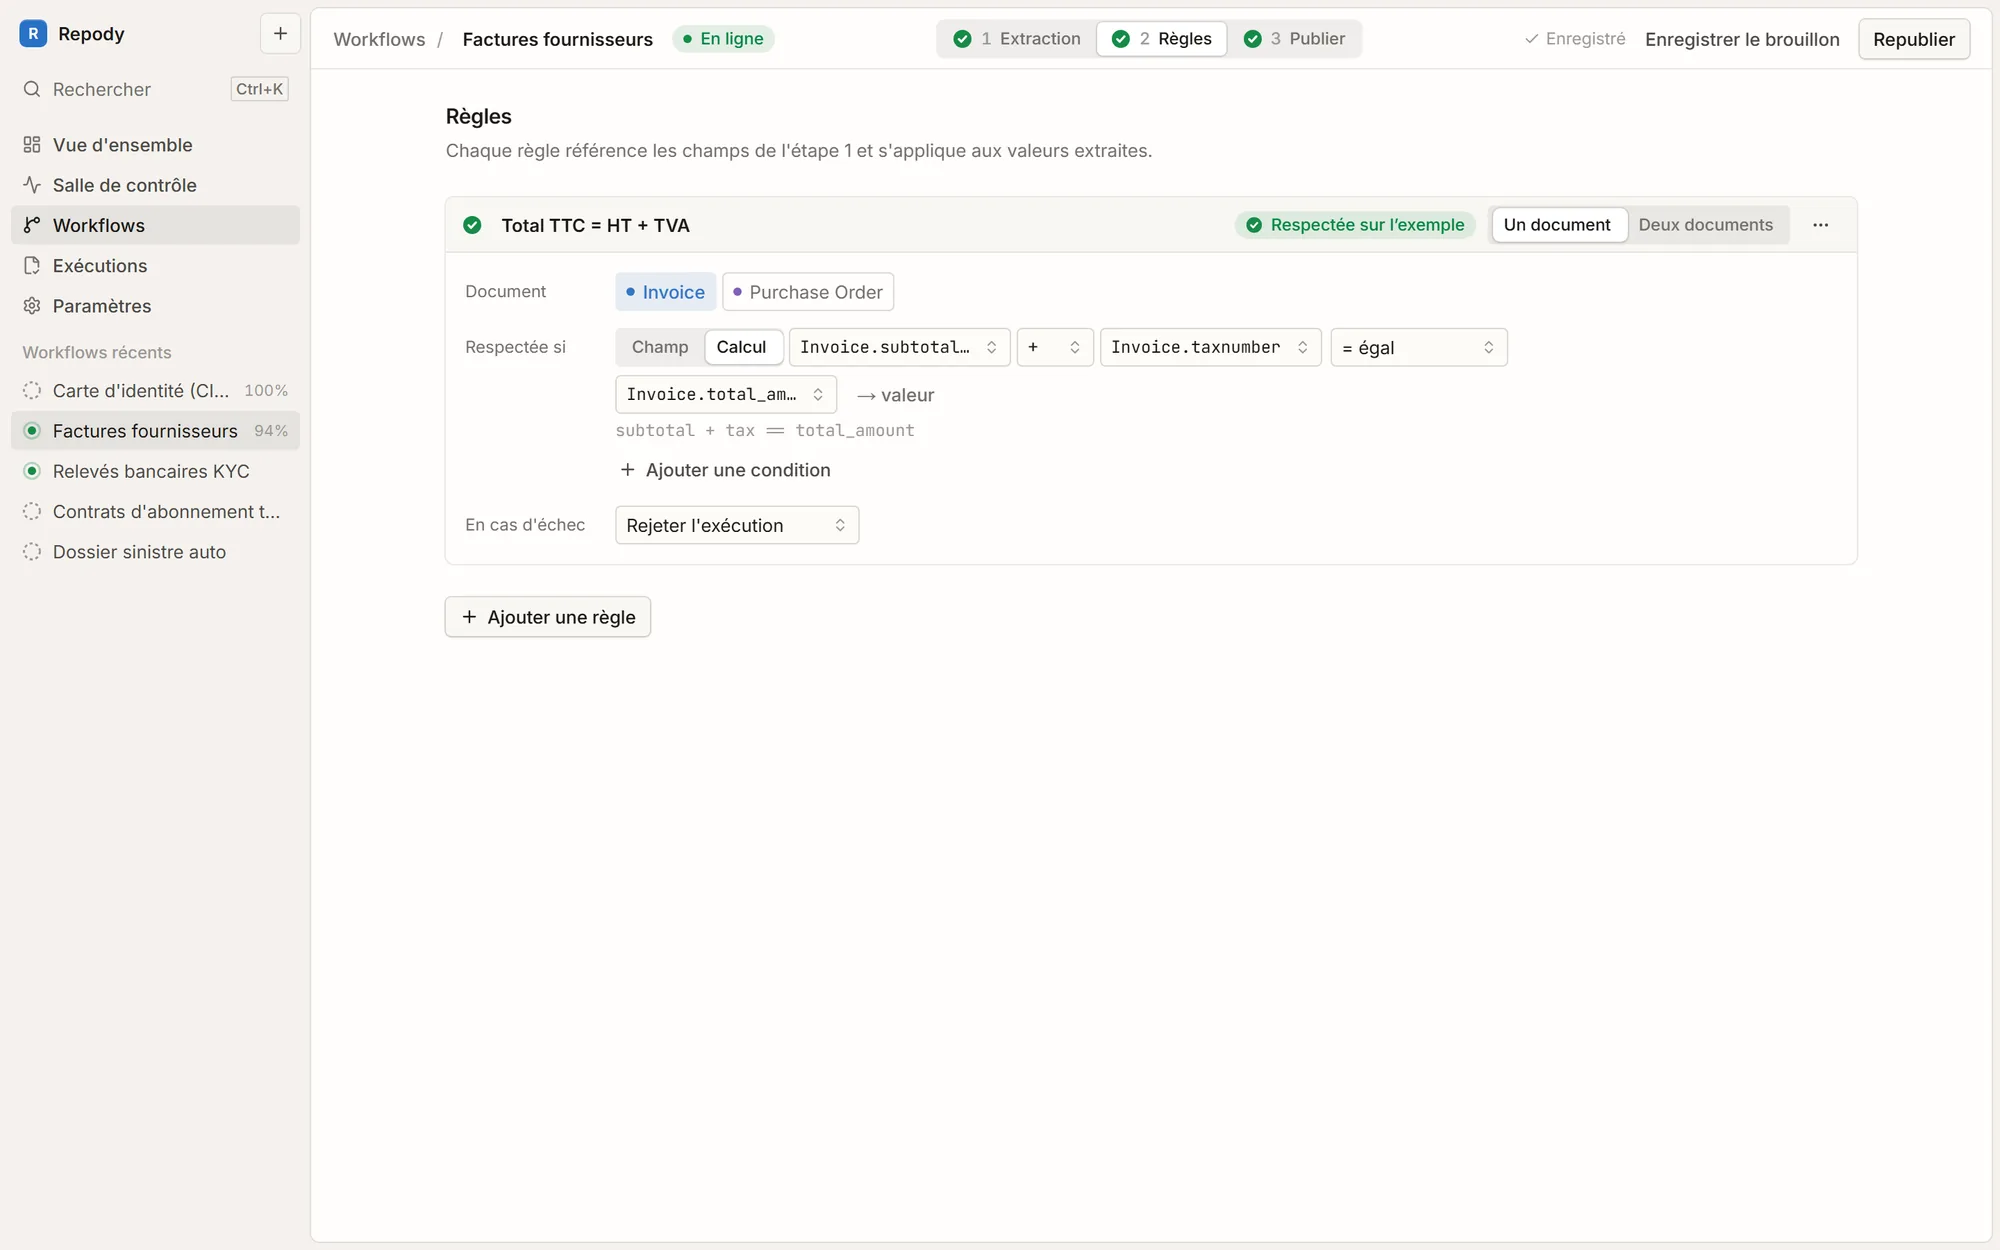 R Repody
Rechercher Ctrl+K
Vue d'ensemble
Salle de contrôle
Workflows
Exécutions
Paramètres
Workflows récents
Carte d'identité (CI... 100%
Factures fournisseurs 94%
Relevés bancaires KYC
Contrats d'abonnement t...
Dossier sinistre auto
Workflows / Factures fournisseurs En ligne
1 Extraction 2 Règles 3 Publier
Enregistré Enregistrer le brouillon Republier
Règles
Chaque règle référence les champs de l'étape 1 et s'applique aux valeurs extraites.
Total TTC = HT + TVA Respectée sur l’exemple Un document Deux documents ...
Document Invoice Purchase Order
Respectée si Champ Calcul Invoice.subtotal… + Invoice.taxnumber = égal
Invoice.total_am… → valeur
subtotal + tax == total_amount
+ Ajouter une condition
En cas d'échec Rejeter l'exécution
+ Ajouter une règle